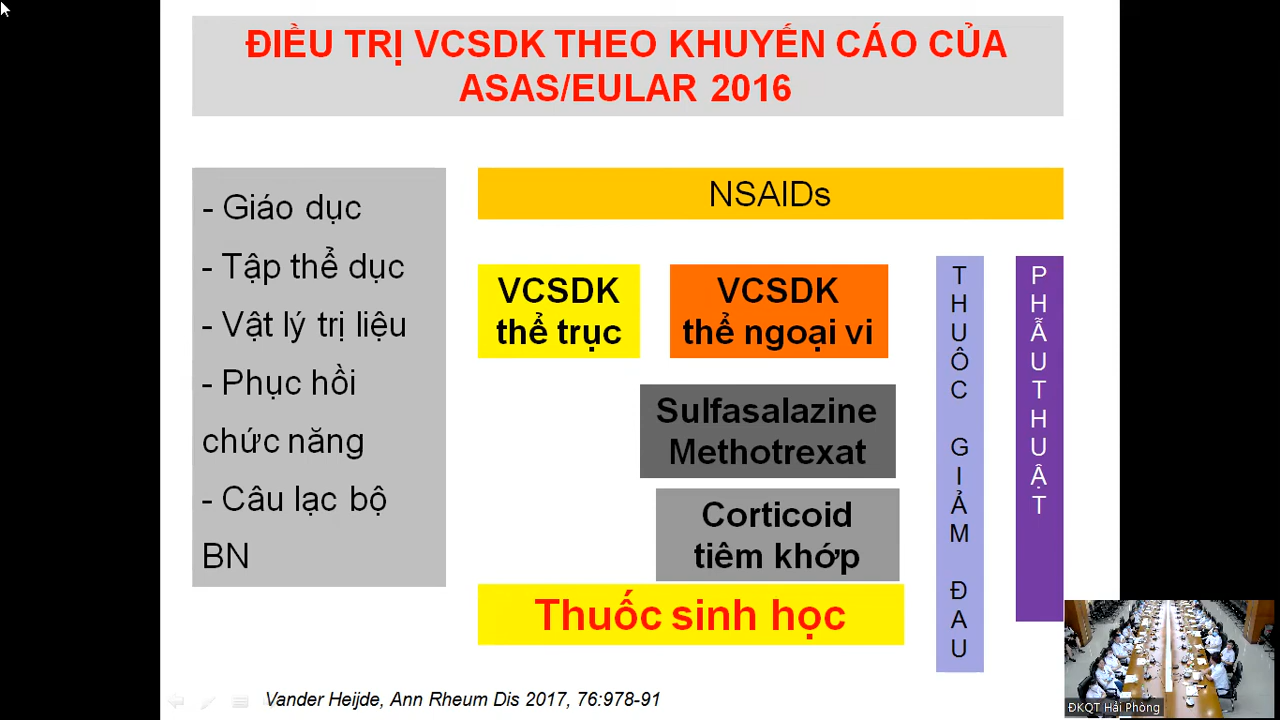 ĐIỀU TRỊ VCSDK THEO KHUYẾN CÁO CỦA
ASAS/EULAR 2016
- Giáo dục
- Tập thể dục
- Vật lý trị liệu
- Phục hồi
chức năng
- Câu lạc bộ
BN
NSAIDs
VCSDK
thể trục
VCSDK
thể ngoại vi
Sulfasalazine
Methotrexat
Corticoid
tiêm khớp
Thuốc sinh học
THUÔC GIẢM ĐAU
PHẪUTHUẬT
Vander Heijde, Ann Rheum Dis 2017, 76:978-91
ĐKQT Hải Phòng